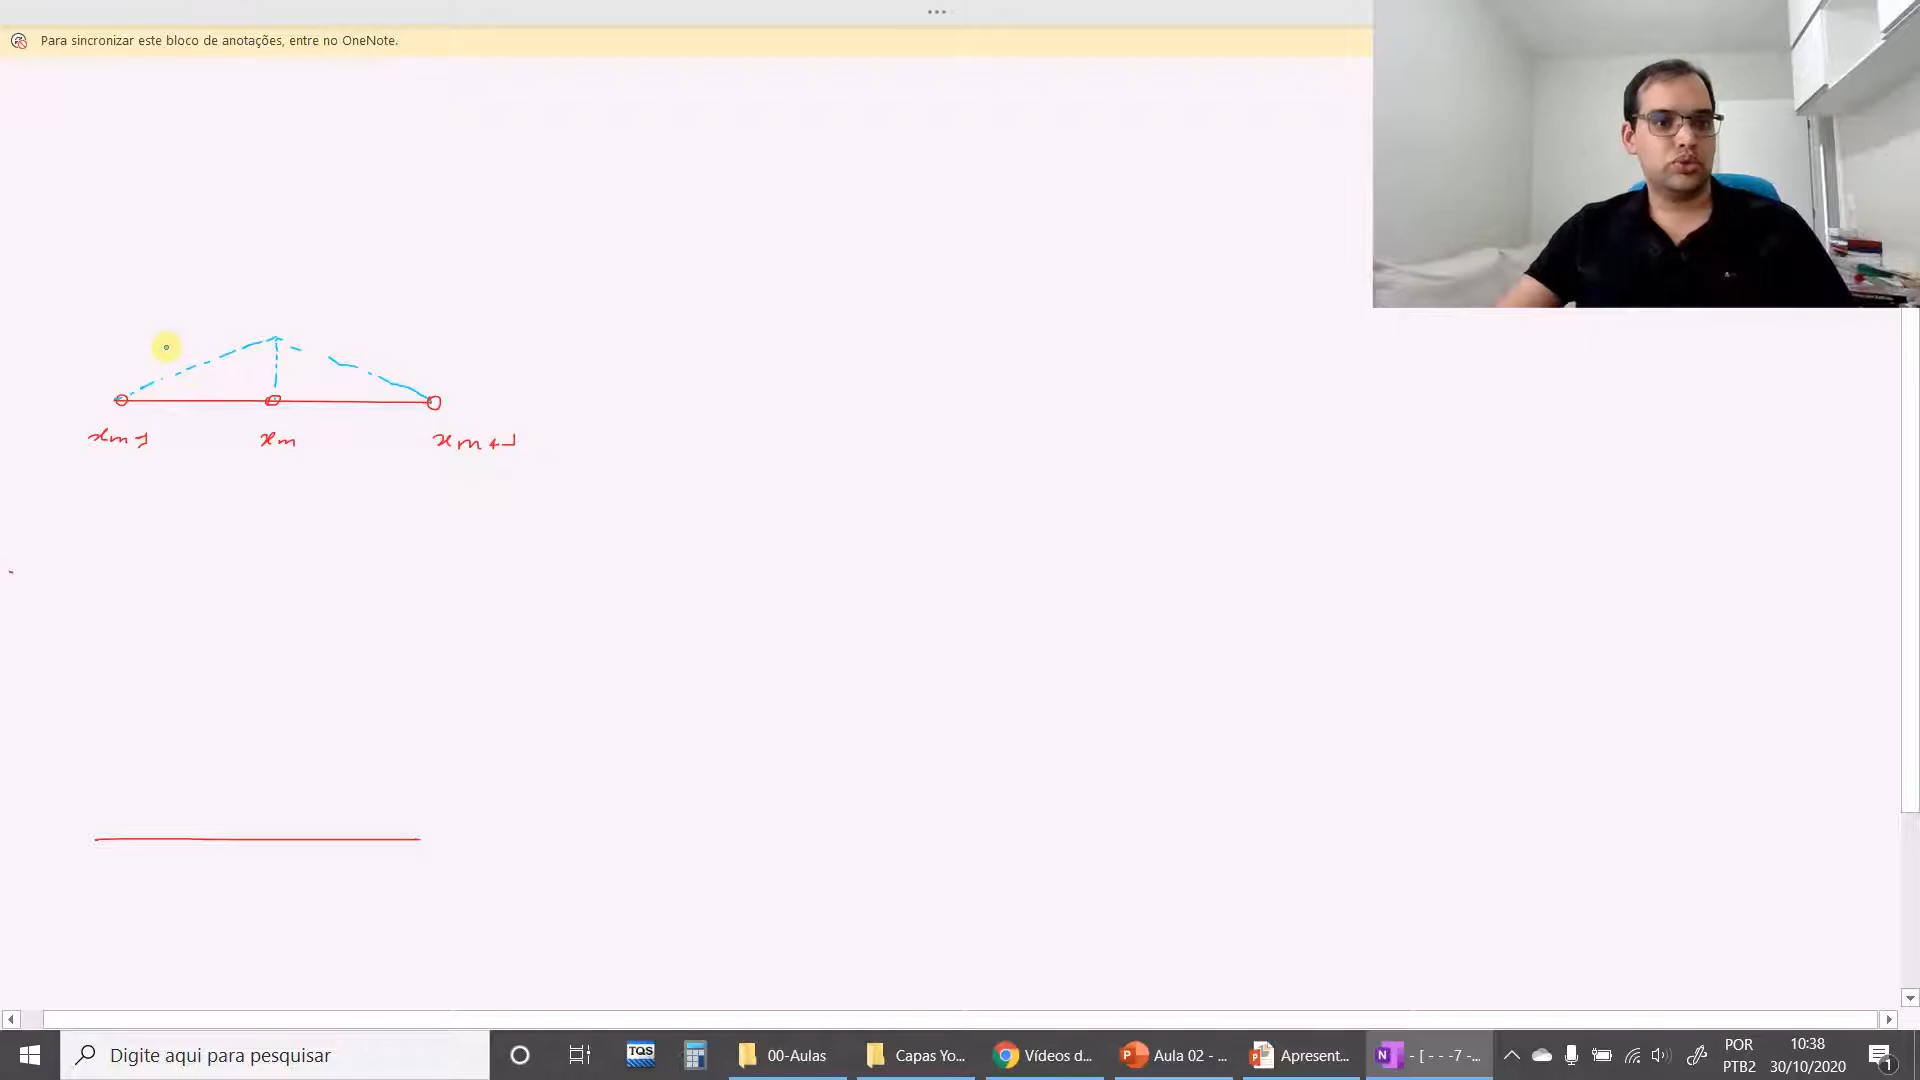 Para sincronizar este bloco de anotações, entre no OneNote.
xm-1 xm xm+1
Digite aqui para pesquisar
TQS
00-Aulas
Capas Yo...
Vídeos d...
Aula 02 - ...
Apresent...
- [ - - -7 -...
POR
PTB2
10:38
30/10/2020
1